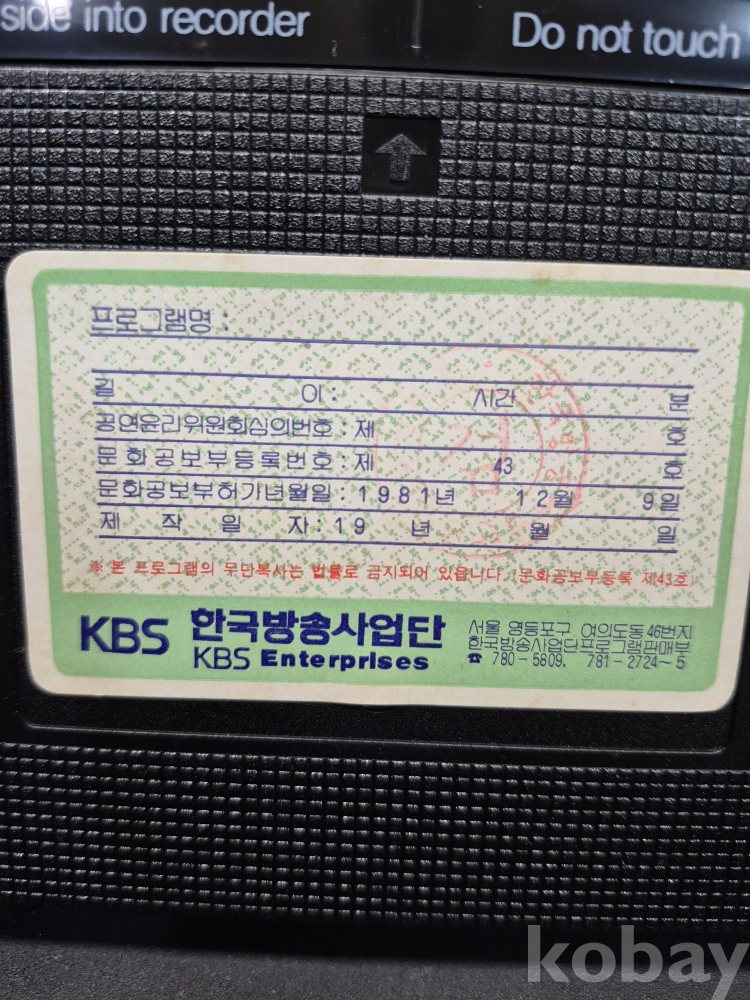 side into recorder
Do not touch
프로그램명 :
길 이 : 시간 분
공연윤리위원회심의번호 : 제 호
문화공보부등록번호 : 제 43 호
문화공보부허가년월일 : 1981년 12월 9일
제 작 일 자 : 19 년 월 일
※ 본 프로그램의 무단복사는 법률로 금지되어 있읍니다. (문화공보부등록 제43호)
KBS 한국방송사업단
KBS Enterprises
서울 영등포구 여의도동 46번지
한국방송사업단프로그램판매부
☎ 780-5809. 781-2724~5
kobay